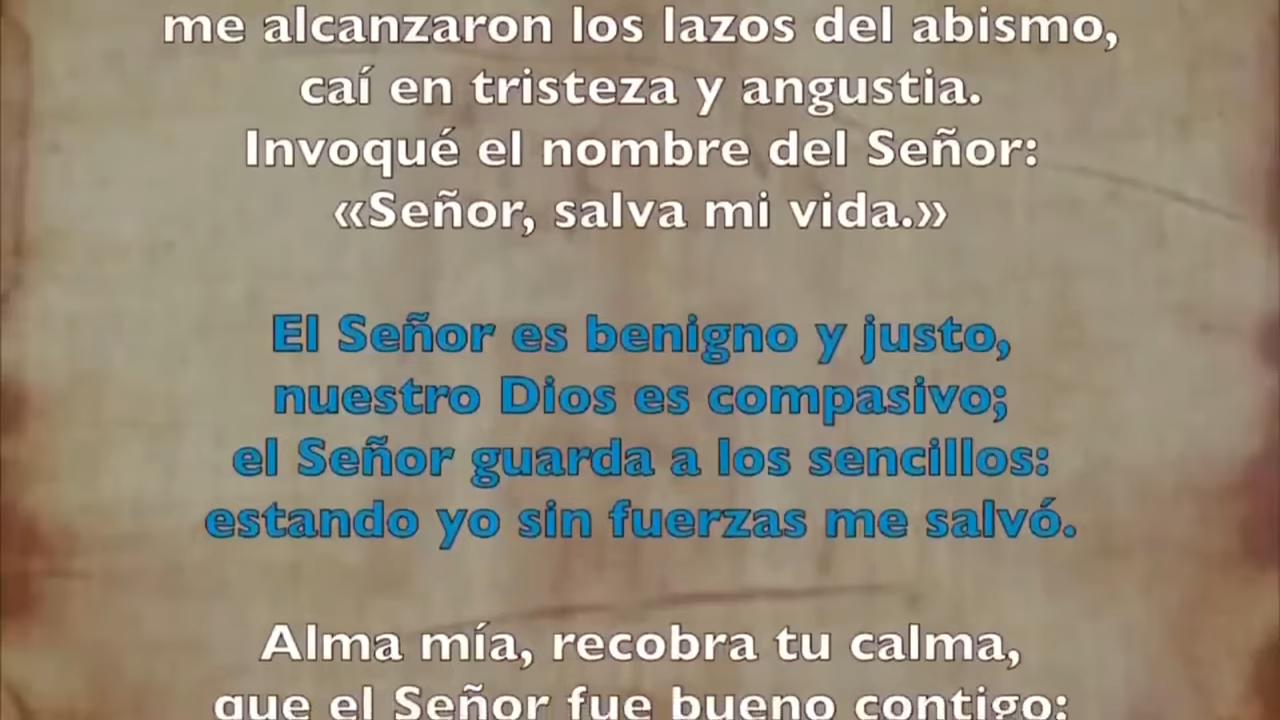 me alcanzaron los lazos del abismo,
caí en tristeza y angustia.
Invoqué el nombre del Señor:
«Señor, salva mi vida.»
El Señor es benigno y justo,
nuestro Dios es compasivo;
el Señor guarda a los sencillos:
estando yo sin fuerzas me salvó.
Alma mía, recobra tu calma,
que el Señor fue bueno contigo: